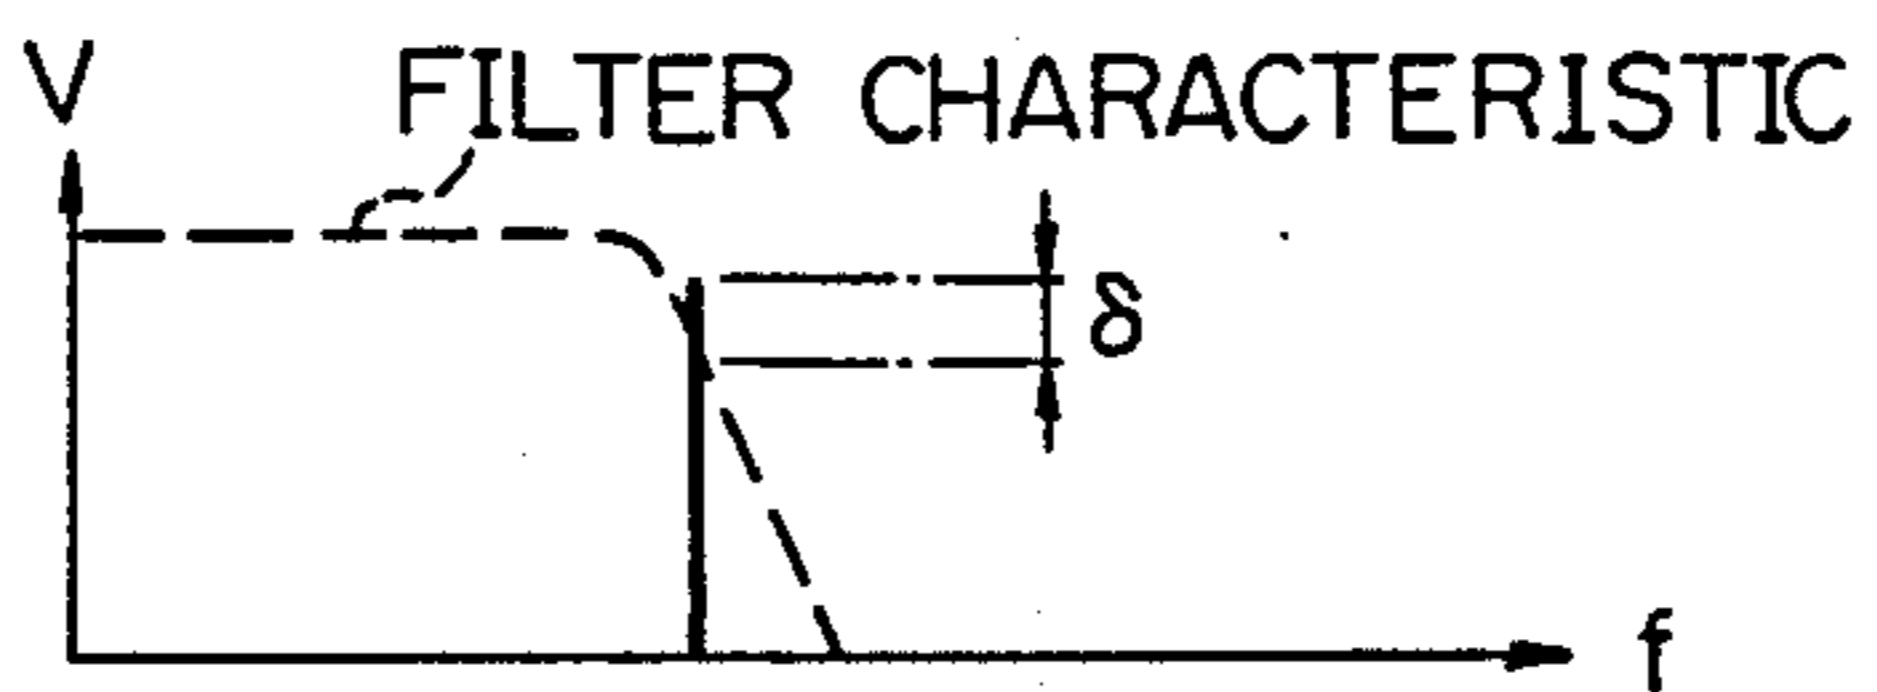 V
FILTER CHARACTERISTIC
δ
f